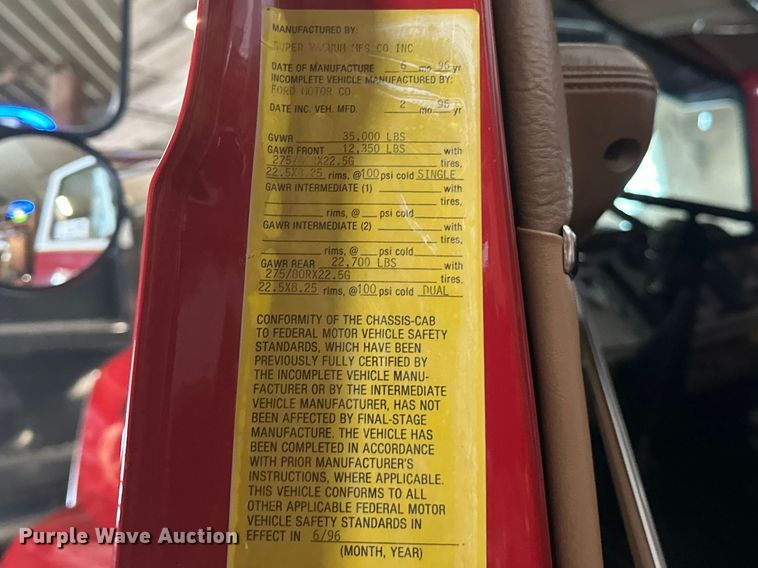 MANUFACTURED BY:
SUPER VACUUM MFG CO INC
DATE OF MANUFACTURE 6 mo 96 yr
INCOMPLETE VEHICLE MANUFACTURED BY:
FORD MOTOR CO
DATE INC. VEH. MFD. 2 mo 96 yr
GVWR 35,000 LBS
GAWR FRONT 12,350 LBS with
275/80RX22.5G tires,
22.5X8.25 rims, @100 psi cold SINGLE
GAWR INTERMEDIATE (1) with
tires,
rims, @ psi cold
GAWR INTERMEDIATE (2) with
tires,
rims, @ psi cold
GAWR REAR 22,700 LBS with
275/80RX22.5G tires,
22.5X8.25 rims, @100 psi cold DUAL
CONFORMITY OF THE CHASSIS-CAB
TO FEDERAL MOTOR VEHICLE SAFETY
STANDARDS, WHICH HAVE BEEN
PREVIOUSLY FULLY CERTIFIED BY
THE INCOMPLETE VEHICLE MANU-
FACTURER OR BY THE INTERMEDIATE
VEHICLE MANUFACTURER, HAS NOT
BEEN AFFECTED BY FINAL-STAGE
MANUFACTURE. THE VEHICLE HAS
BEEN COMPLETED IN ACCORDANCE
WITH PRIOR MANUFACTURER'S
INSTRUCTIONS, WHERE APPLICABLE.
THIS VEHICLE CONFORMS TO ALL
OTHER APPLICABLE FEDERAL MOTOR
VEHICLE SAFETY STANDARDS IN
EFFECT IN 6/96
(MONTH, YEAR)
Purple Wave Auction